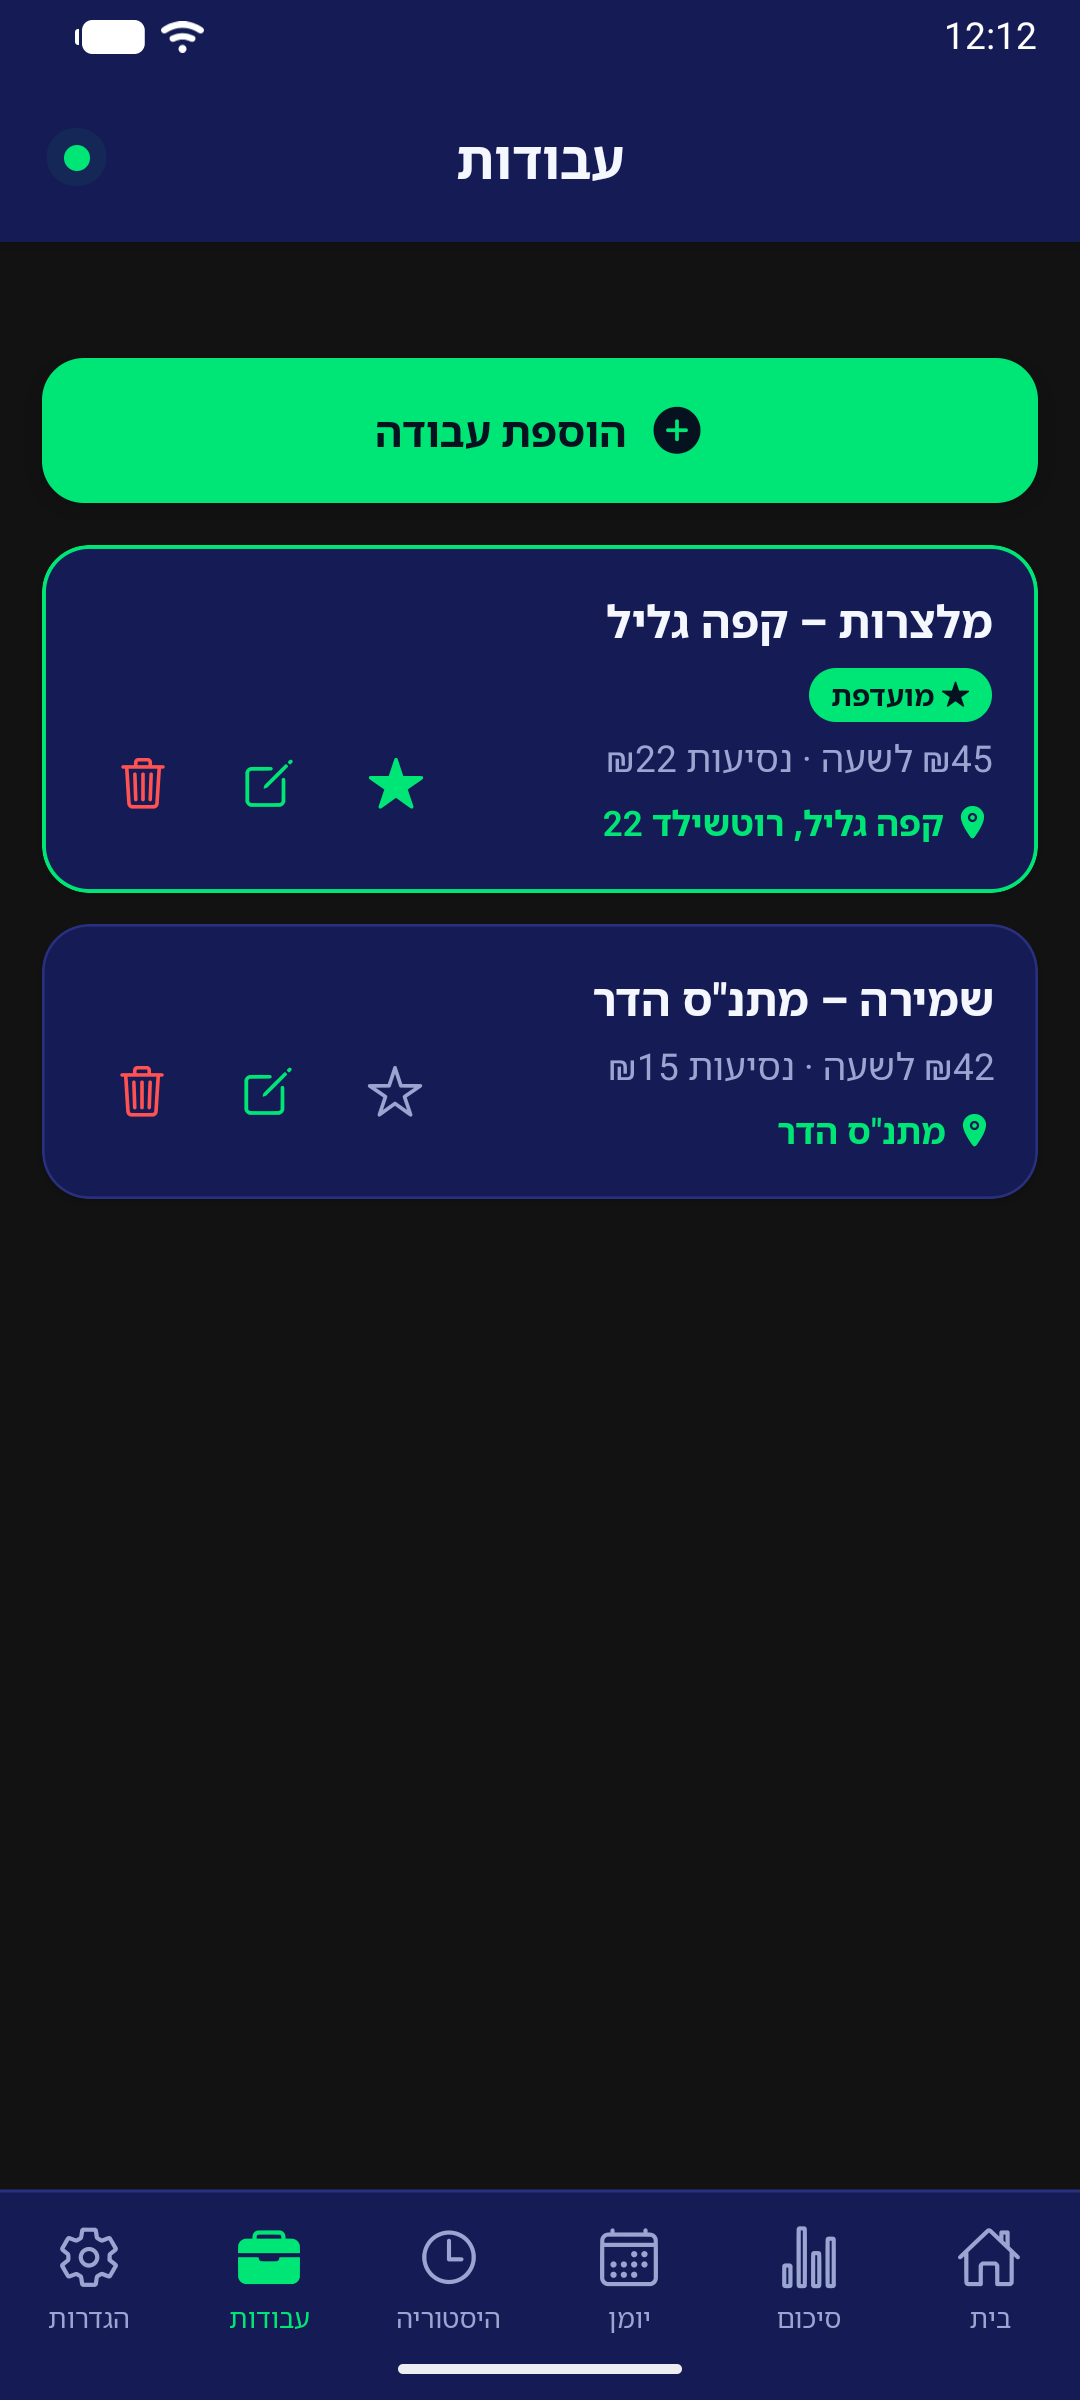 12:12
עבודות
הוספת עבודה
מלצרות – קפה גליל
מועדפת
₪45 לשעה · נסיעות ₪22
קפה גליל, רוטשילד 22
שמירה – מתנ"ס הדר
₪42 לשעה · נסיעות ₪15
מתנ"ס הדר
בית
סיכום
יומן
היסטוריה
עבודות
הגדרות